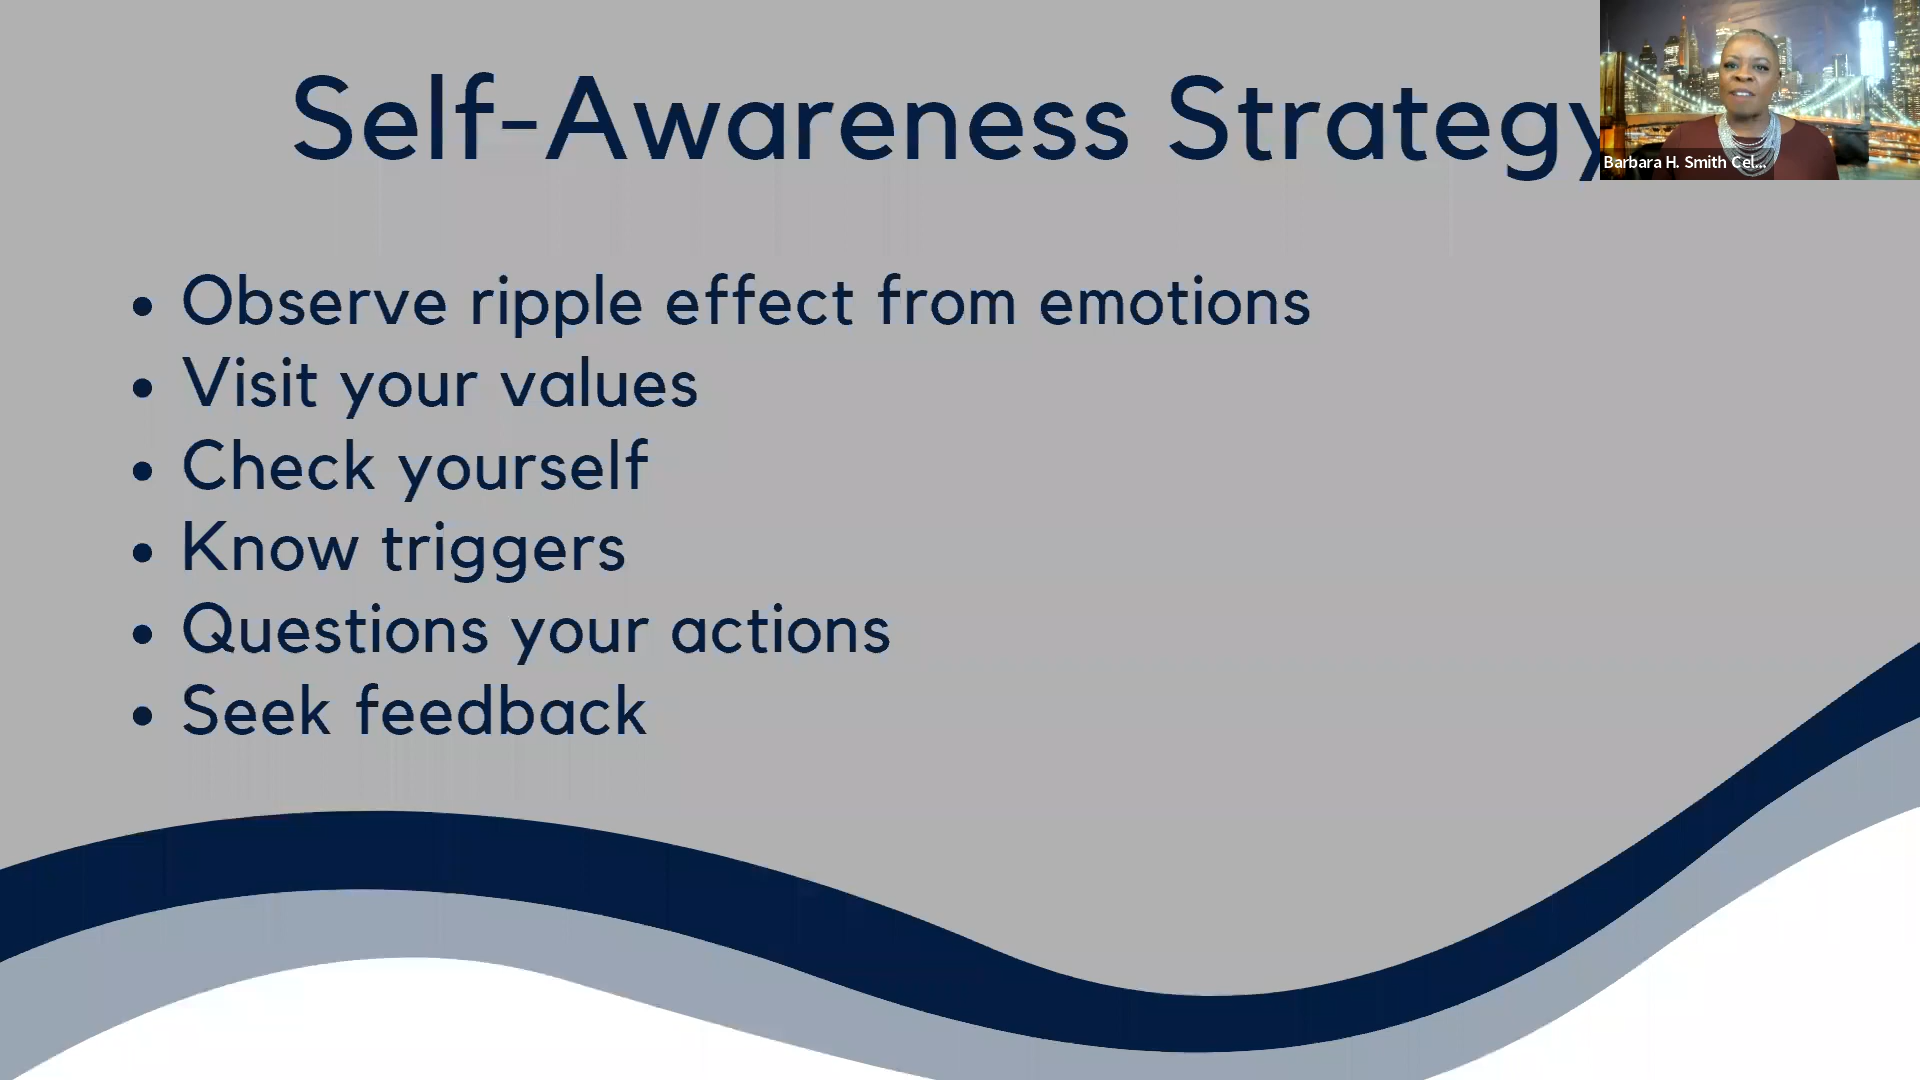 Self-Awareness Strategy
• Observe ripple effect from emotions
• Visit your values
• Check yourself
• Know triggers
• Questions your actions
• Seek feedback
Barbara H. Smith Cel...